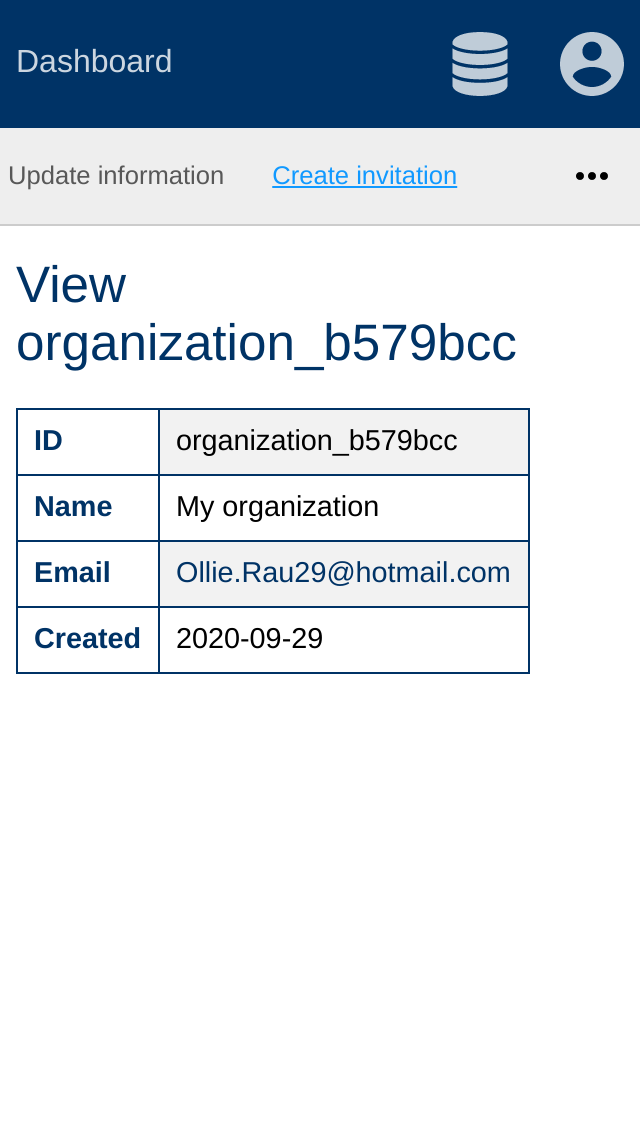 Dashboard
Update information Create invitation
View
organization_b579bcc
ID organization_b579bcc
Name My organization
Email Ollie.Rau29@hotmail.com
Created 2020-09-29